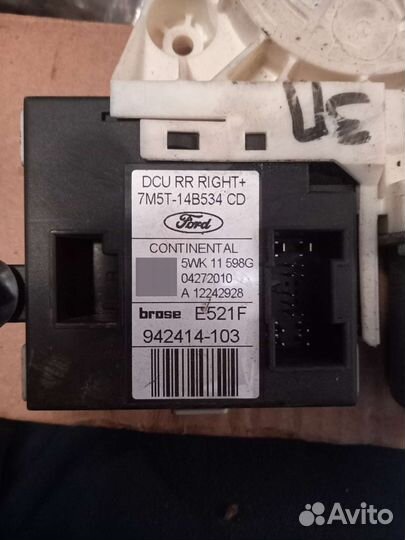 DCU RR RIGHT+
7M5T-14B534 CD
Ford
CONTINENTAL
5WK 11 598G
04272010
A 12242928
brose E521F
942414-103
Avito